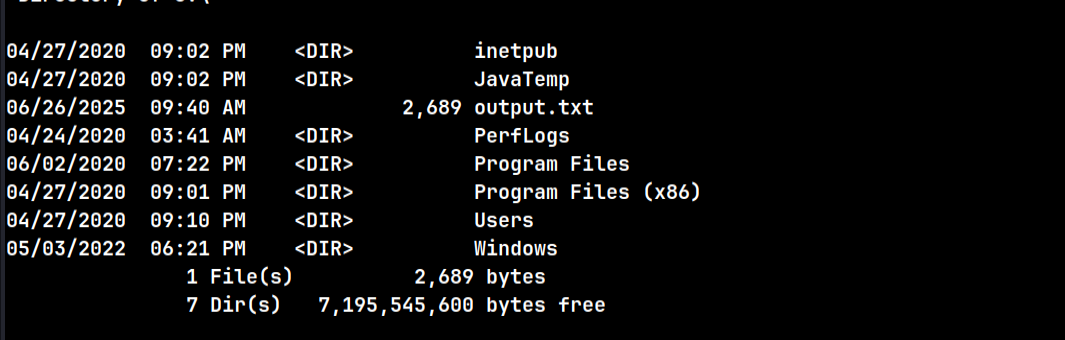 04/27/2020  09:02 PM    <DIR>          inetpub
04/27/2020  09:02 PM    <DIR>          JavaTemp
06/26/2025  09:40 AM             2,689 output.txt
04/24/2020  03:41 AM    <DIR>          PerfLogs
06/02/2020  07:22 PM    <DIR>          Program Files
04/27/2020  09:01 PM    <DIR>          Program Files (x86)
04/27/2020  09:10 PM    <DIR>          Users
05/03/2022  06:21 PM    <DIR>          Windows
               1 File(s)          2,689 bytes
               7 Dir(s)   7,195,545,600 bytes free